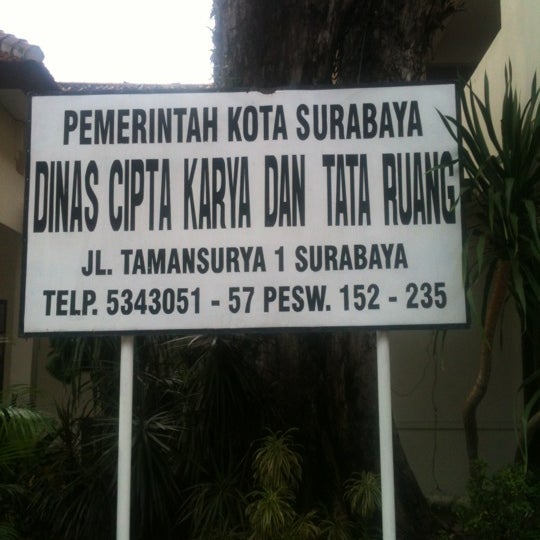 PEMERINTAH KOTA SURABAYA
DINAS CIPTA KARYA DAN TATA RUANG
JL. TAMANSURYA 1 SURABAYA
TELP. 5343051 - 57 PESW. 152 - 235